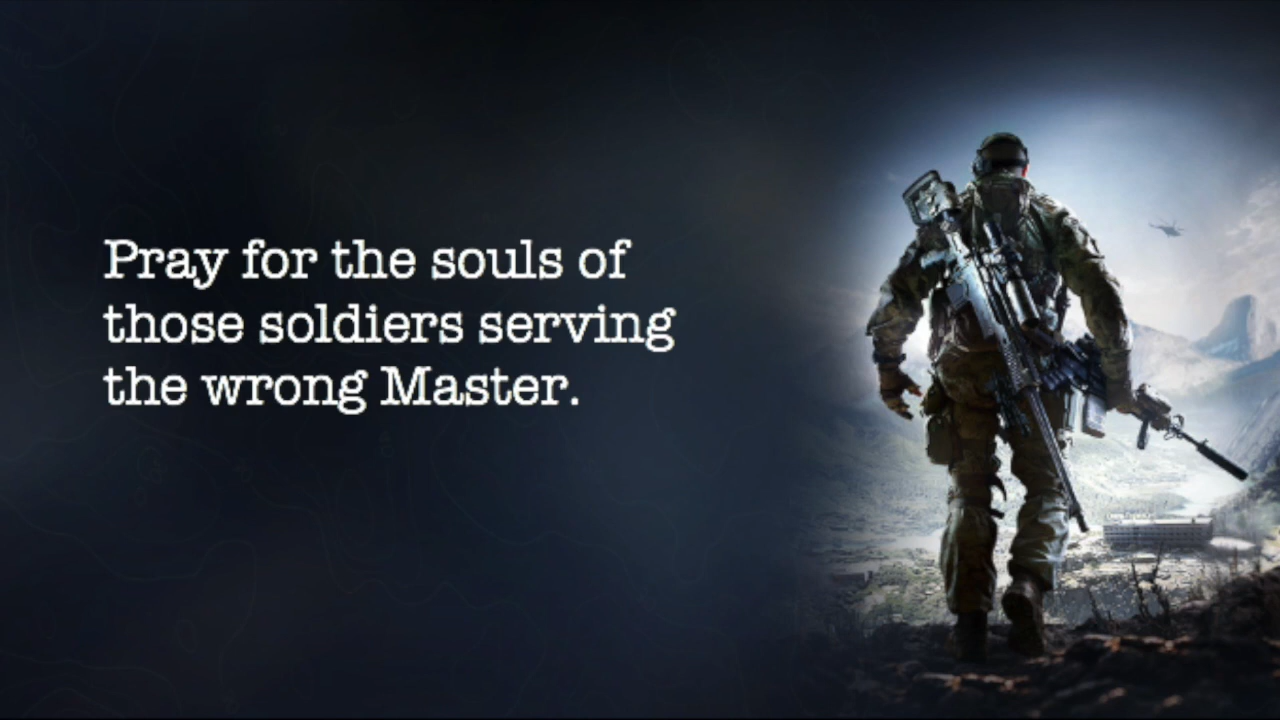 Pray for the souls of
those soldiers serving
the wrong Master.